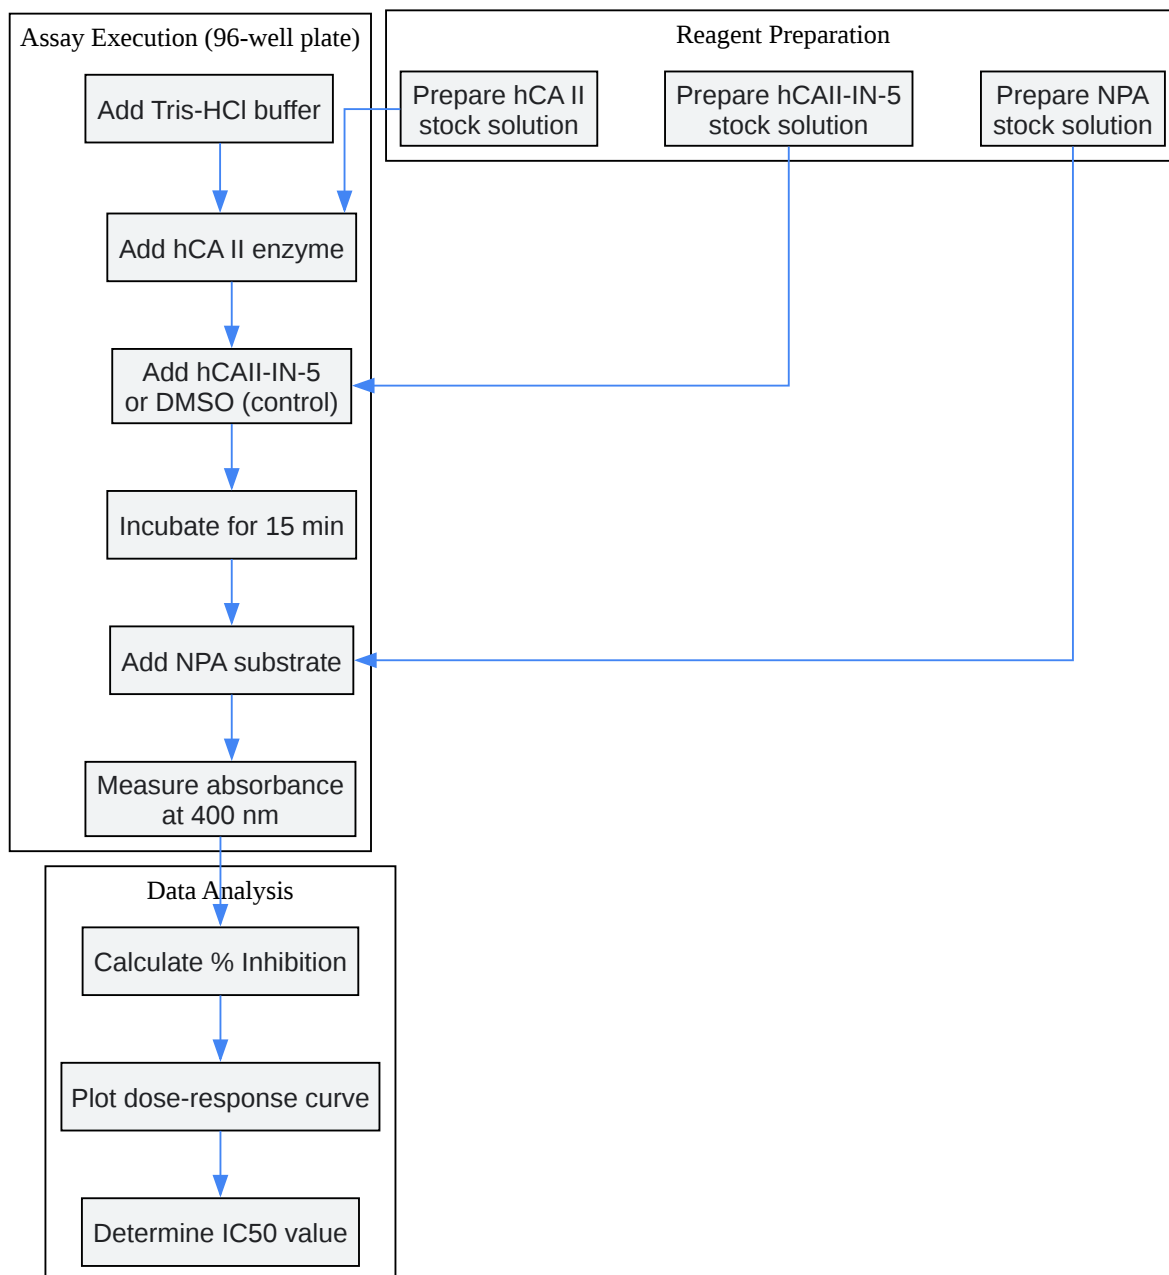 Assay Execution (96-well plate)
Add Tris-HCl buffer
Add hCA II enzyme
Add hCAII-IN-5
or DMSO (control)
Incubate for 15 min
Add NPA substrate
Measure absorbance
at 400 nm
Reagent Preparation
Prepare hCA II
stock solution
Prepare hCAII-IN-5
stock solution
Prepare NPA
stock solution
Data Analysis
Calculate % Inhibition
Plot dose-response curve
Determine IC50 value